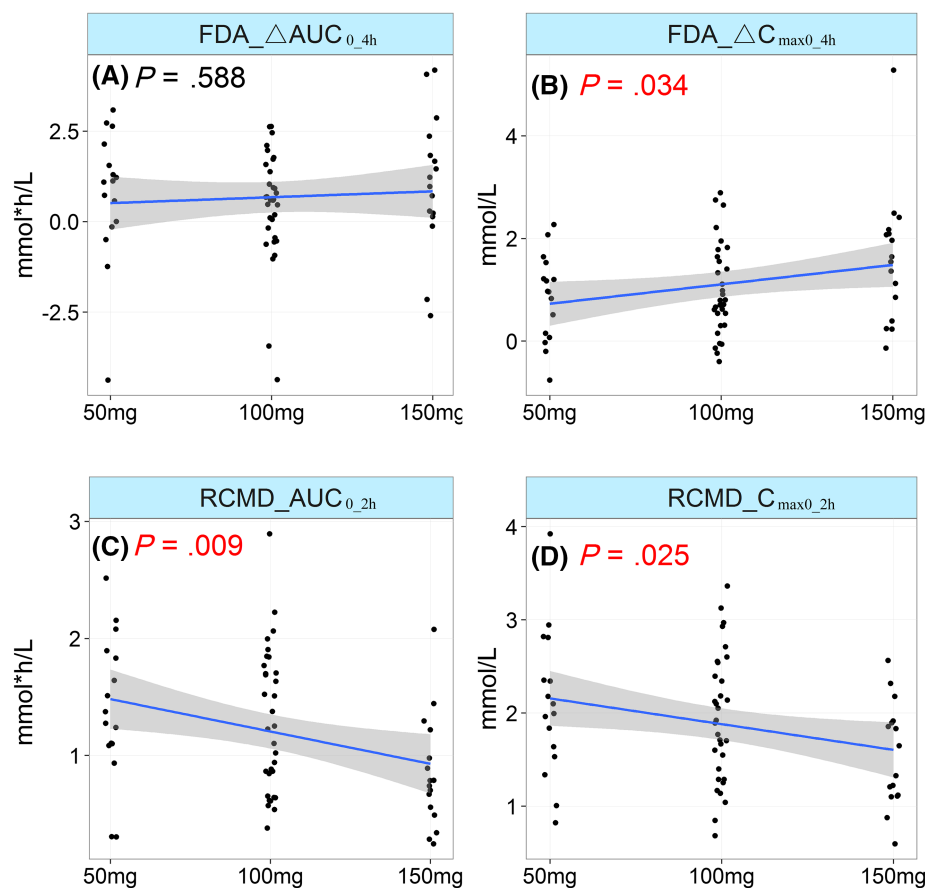 FDA_△AUC0_4h
(A) P = .588
mmol*h/L
2.5
0.0
-2.5
50mg 100mg 150mg
FDA_△Cmax0_4h
(B) P = .034
mmol/L
4
2
0
50mg 100mg 150mg
RCMD_AUC0_2h
(C) P = .009
mmol*h/L
3
2
1
50mg 100mg 150mg
RCMD_Cmax0_2h
(D) P = .025
mmol/L
4
3
2
1
50mg 100mg 150mg